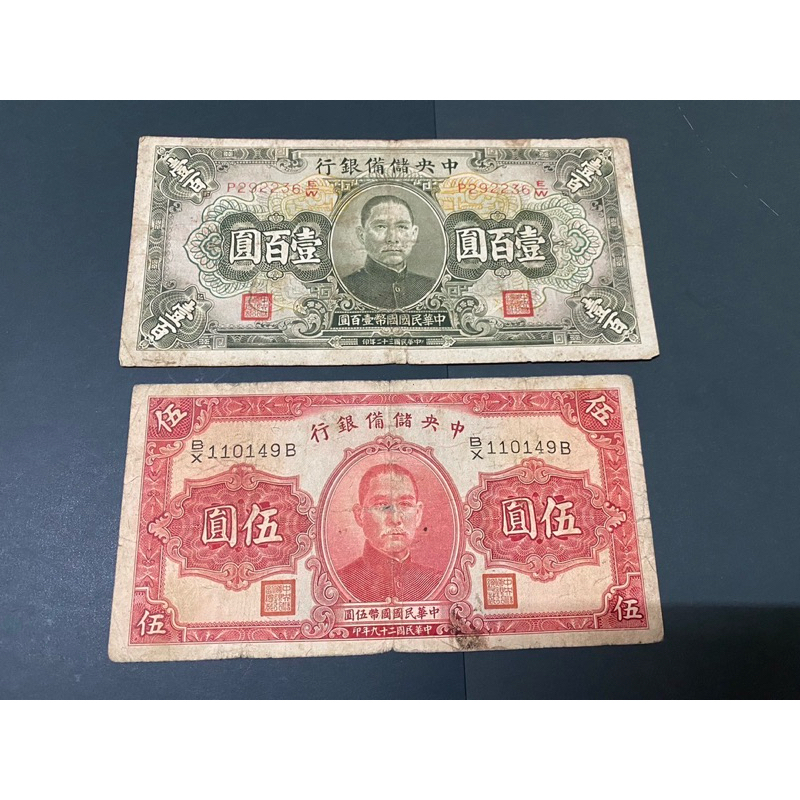 中央儲備銀行
壹百
壹百
P292236 E/W
P292236 E/W
壹百圓
壹百圓
壹百
壹百
中華民國國幣壹百圓
中華民國三十二年印
伍
伍
中央儲備銀行
B/X 110149B
B/X 110149B
伍圓
伍圓
中華民國國幣伍圓
伍
伍
中華民國二十九年印